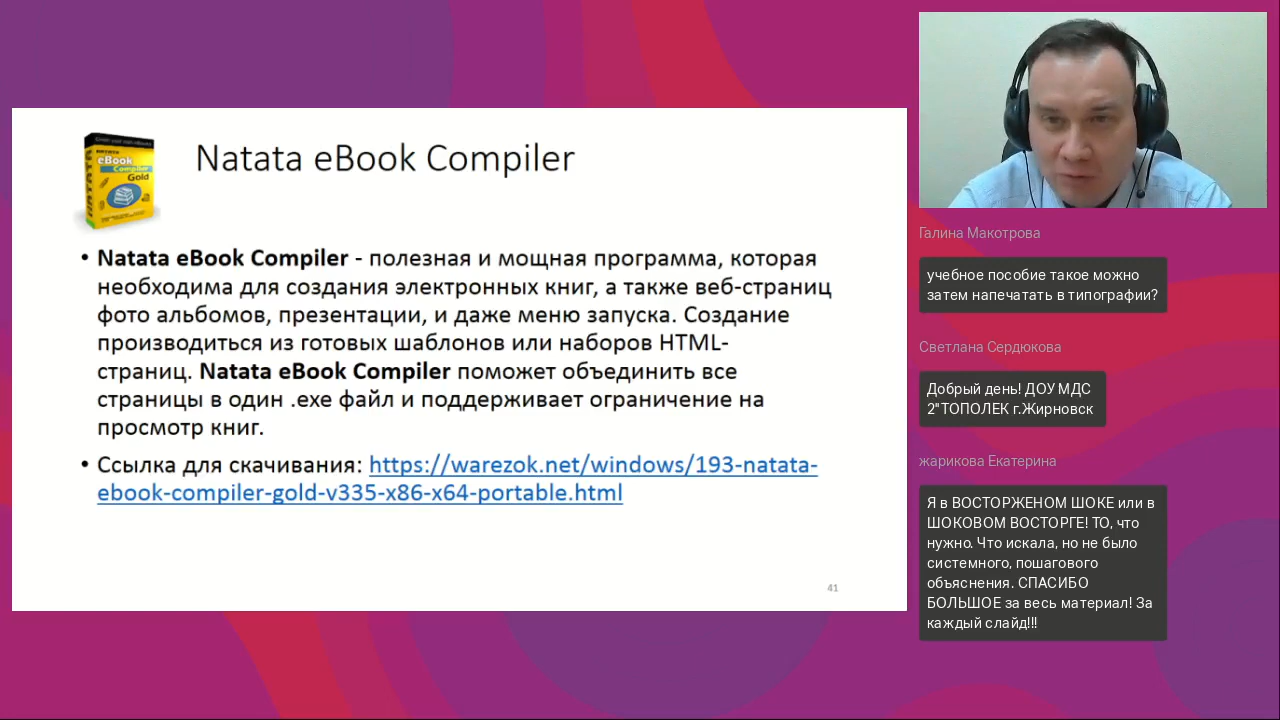 Natata eBook Compiler
NATATA
eBook
Compiler
Gold
• Natata eBook Compiler - полезная и мощная программа, которая
необходима для создания электронных книг, а также веб-страниц
фото альбомов, презентации, и даже меню запуска. Создание
производиться из готовых шаблонов или наборов HTML-
страниц. Natata eBook Compiler поможет объединить все
страницы в один .exe файл и поддерживает ограничение на
просмотр книг.
• Ссылка для скачивания: https://warezok.net/windows/193-natata-
ebook-compiler-gold-v335-x86-x64-portable.html
41
Галина Макотрова
учебное пособие такое можно
затем напечатать в типографии?
Светлана Сердюкова
Добрый день! ДОУ МДС
2"ТОПОЛЕК г.Жирновск
жарикова Екатерина
Я в ВОСТОРЖЕНОМ ШОКЕ или в
ШОКОВОМ ВОСТОРГЕ! ТО, что
нужно. Что искала, но не было
системного, пошагового
объяснения. СПАСИБО
БОЛЬШОЕ за весь материал! За
каждый слайд!!!